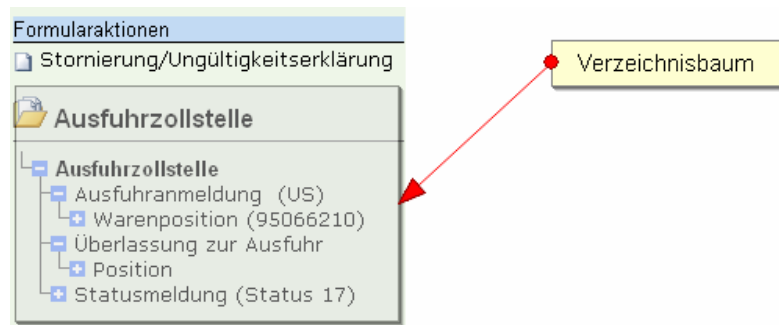 Formularaktionen
Stornierung/Ungültigkeitserklärung
Verzeichnisbaum
Ausfuhrzollstelle
Ausfuhrzollstelle
Ausfuhranmeldung (US)
Warenposition (95066210)
Überlassung zur Ausfuhr
Position
Statusmeldung (Status 17)